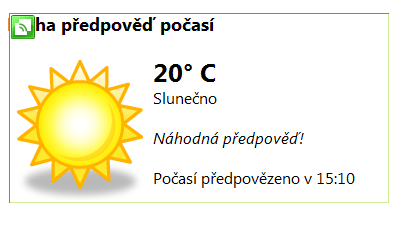 ha předpověď počasí
20° C
Slunečno
Náhodná předpověď!
Počasí předpovězeno v 15:10